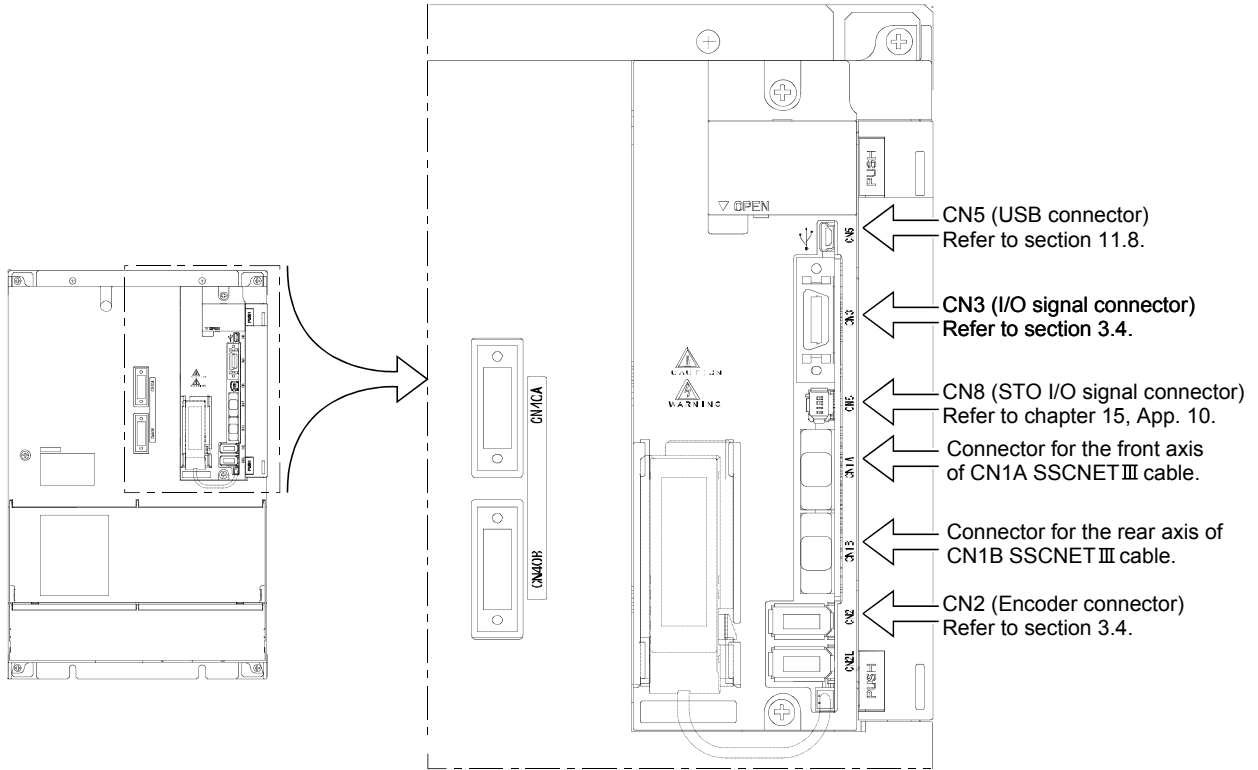 ▽ OPEN
PUSH
CN5
CN3
CAUTION
WARNING
CN8
CN1A
CN1B
CN2
CN2L
PUSH
CN40A
CN40B
CN5 (USB connector)
Refer to section 11.8.
CN3 (I/O signal connector)
Refer to section 3.4.
CN8 (STO I/O signal connector)
Refer to chapter 15, App. 10.
Connector for the front axis
of CN1A SSCNETⅢ cable.
Connector for the rear axis of
CN1B SSCNETⅢ cable.
CN2 (Encoder connector)
Refer to section 3.4.